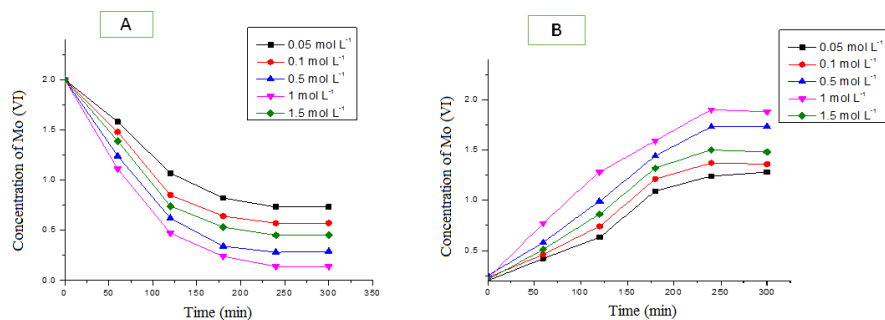 A
0.05 mol L⁻¹
0.1 mol L⁻¹
0.5 mol L⁻¹
1 mol L⁻¹
1.5 mol L⁻¹
Concentration of Mo (VI)
2.0
1.5
1.0
0.5
0.0
0 50 100 150 200 250 300 350
Time (min)
B
0.05 mol L⁻¹
0.1 mol L⁻¹
0.5 mol L⁻¹
1 mol L⁻¹
1.5 mol L⁻¹
Concentration of Mo (VI)
2.0
1.5
1.0
0.5
0 50 100 150 200 250 300
Time (min)